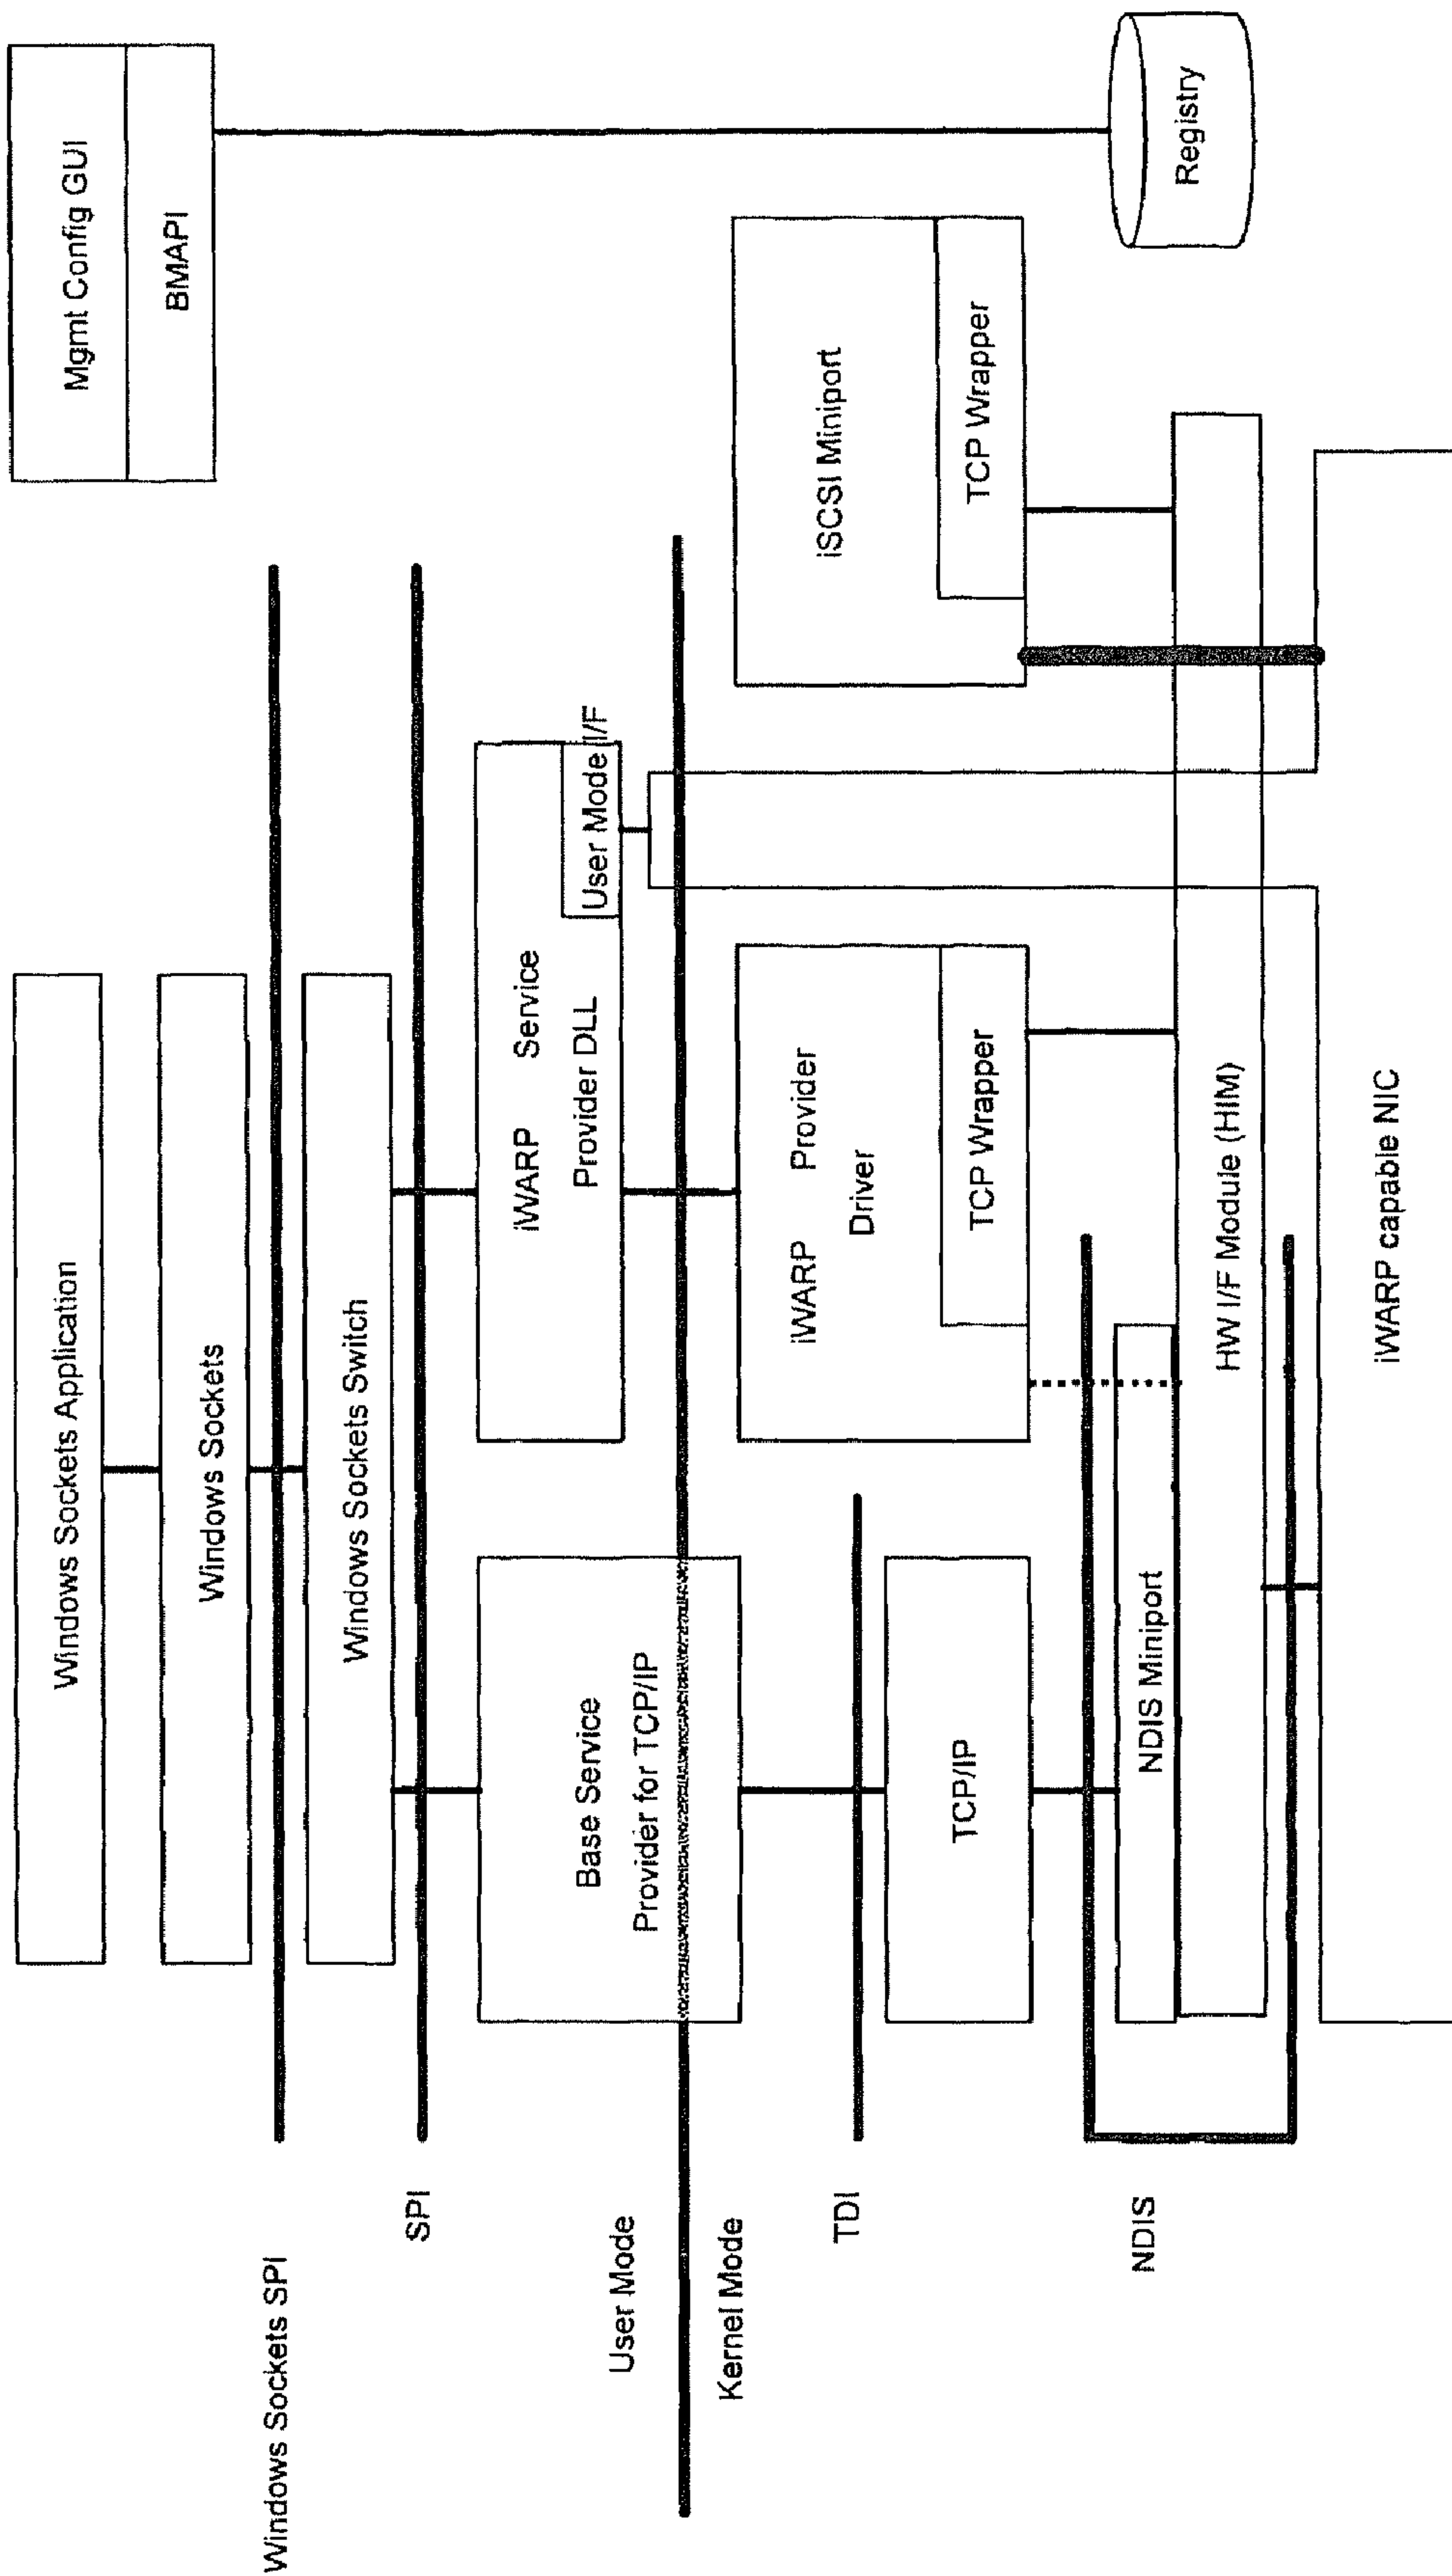 Mgmt Config GUI
BMAPI
Windows Sockets Application
Windows Sockets
Windows Sockets SPI
Windows Sockets Switch
SPI
Base Service
Provider for TCP/IP
iWARP Service
Provider DLL
User Mode I/F
User Mode
Kernel Mode
iWARP Provider
Driver
TCP Wrapper
iSCSI Miniport
TCP Wrapper
TDI
TCP/IP
NDIS
NDIS Miniport
HW I/F Module (HIM)
Registry
iWARP capable NIC